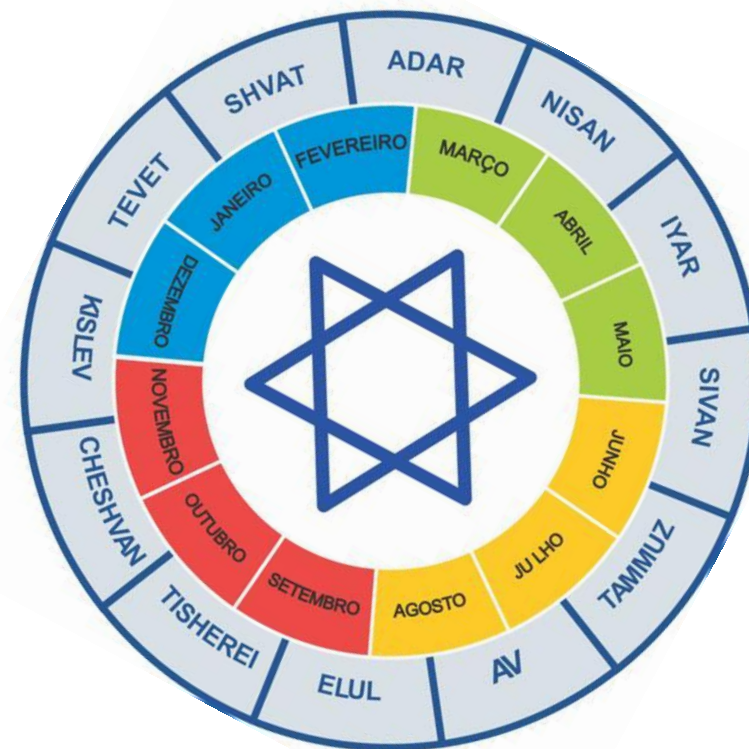 ADAR
NISAN
IYAR
SIVAN
TAMMUZ
AV
ELUL
TISHEREI
CHESHVAN
KISLEV
TEVET
SHVAT
MARÇO
ABRIL
MAIO
JUNHO
JU LHO
AGOSTO
SETEMBRO
OUTUBRO
NOVEMBRO
DEZEMBRO
JANEIRO
FEVEREIRO